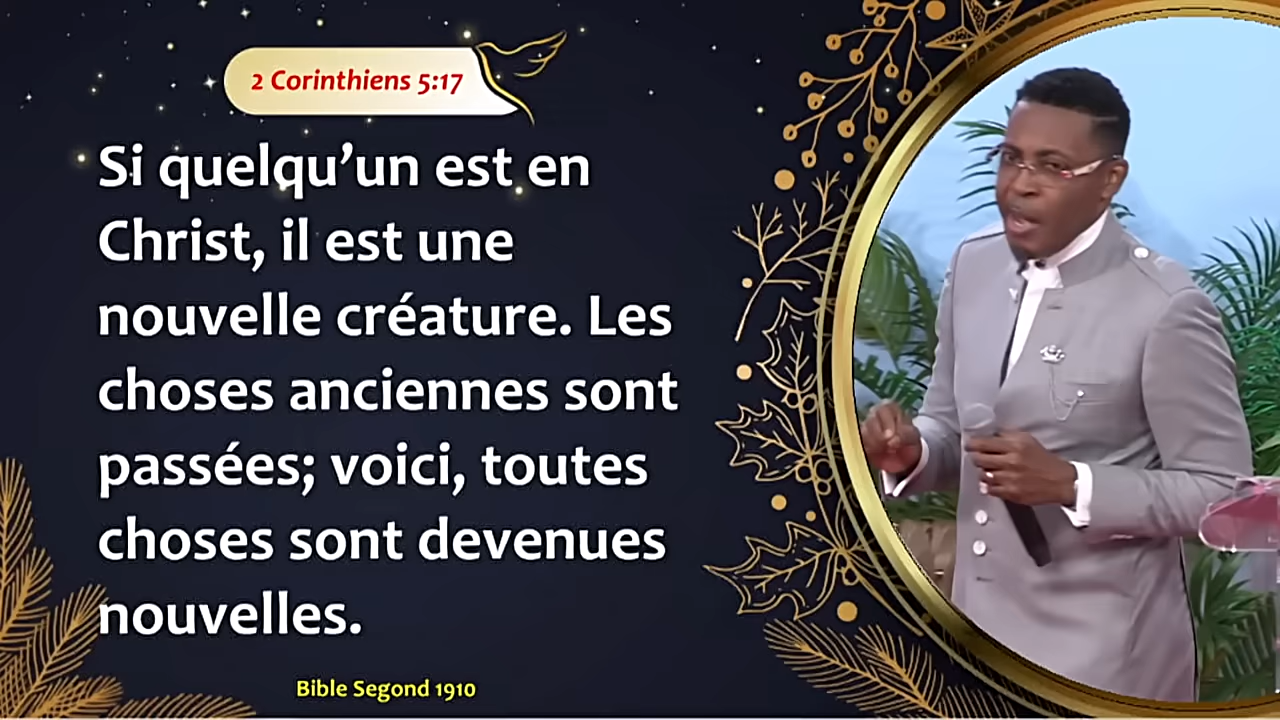 2 Corinthiens 5:17
Si quelqu’un est en
Christ, il est une
nouvelle créature. Les
choses anciennes sont
passées; voici, toutes
choses sont devenues
nouvelles.
Bible Segond 1910